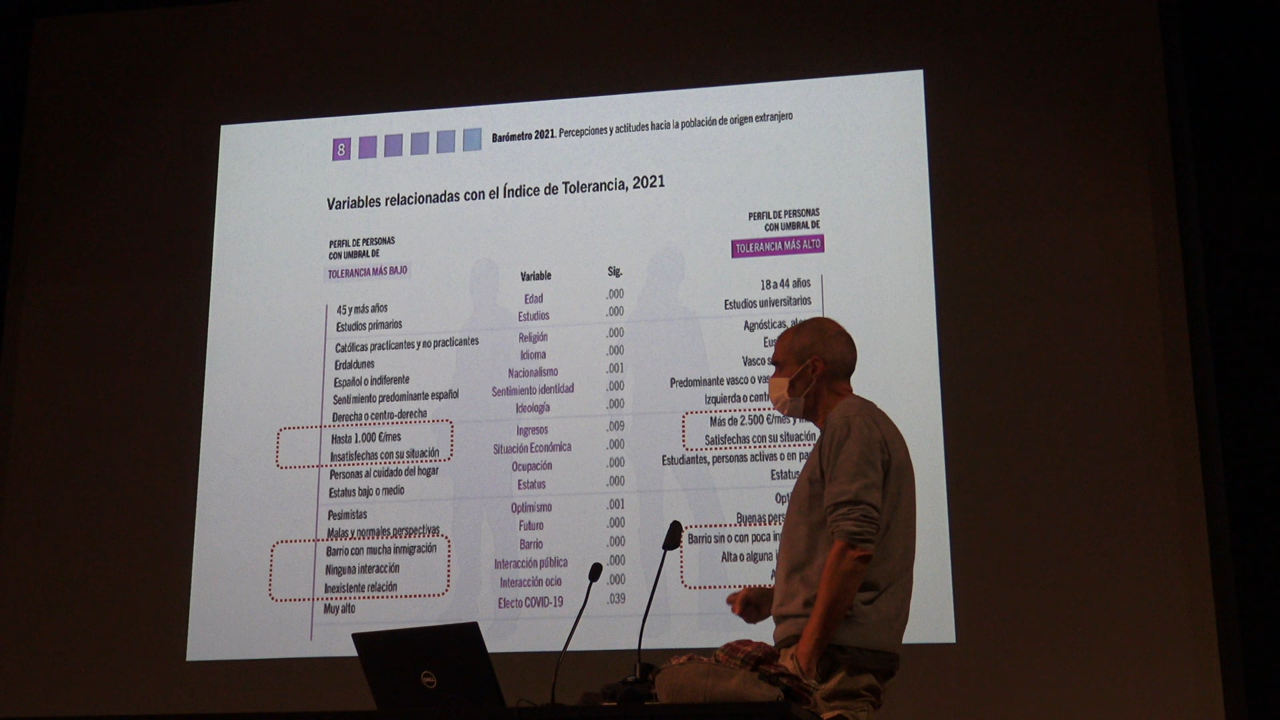 8 Barómetro 2021. Percepciones y actitudes hacia la población de origen extranjero
Variables relacionadas con el Índice de Tolerancia, 2021
PERFIL DE PERSONAS
CON UMBRAL DE
TOLERANCIA MÁS BAJO
PERFIL DE PERSONAS
CON UMBRAL DE
TOLERANCIA MÁS ALTO
Variable Sig.
45 y más años Edad .000 18 a 44 años
Estudios primarios Estudios .000 Estudios universitarios
Católicas practicantes y no practicantes Religión .000 Agnósticas,
Erdaldunes Idioma .000
Español o indiferente Nacionalismo .001 Vasco
Sentimiento predominante español Sentimiento identidad .000 Predominante vasco o
Derecha o centro-derecha Ideología .000 Izquierda o
Hasta 1.000 €/mes Ingresos .009 Más de 2.500 €/mes y
Insatisfechas con su situación Situación Económica .000 Satisfechas con su situación
Personas al cuidado del hogar Ocupación .000 Estudiantes, personas activas o en
Estatus bajo o medio Estatus .000
Pesimistas Optimismo .001
Malas y normales perspectivas Futuro .000 Buenas
Barrio con mucha inmigración Barrio .000 Barrio sin o con poca
Ninguna interacción Interacción pública .000 Alta o alguna
Inexistente relación Interacción ocio .000
Muy alto Efecto COVID-19 .039
DELL